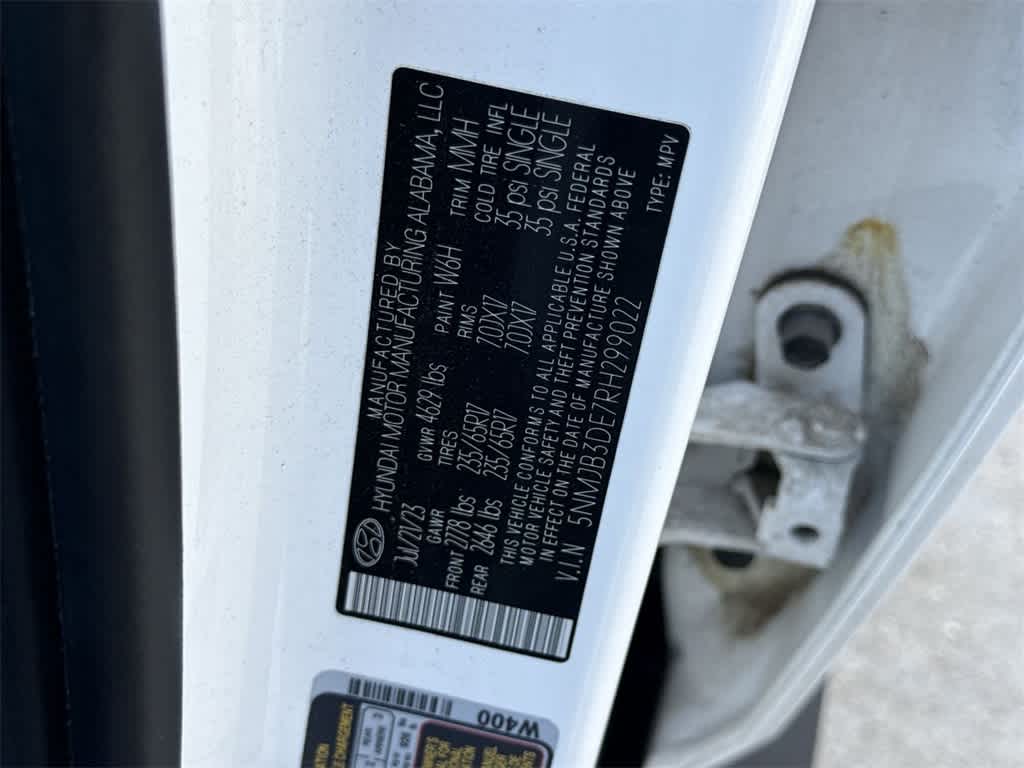 MANUFACTURED BY
HYUNDAI MOTOR MANUFACTURING ALABAMA, LLC
JUL/21/23 GVWR 4629 lbs PAINT W6H TRIM MMH
GAWR TIRES RIMS COLD TIRE INFL
FRONT 2778 lbs 235/65R17 7.0JX17 35 psi SINGLE
REAR 2646 lbs 235/65R17 7.0JX17 35 psi SINGLE
THIS VEHICLE CONFORMS TO ALL APPLICABLE U.S.A. FEDERAL
MOTOR VEHICLE SAFETY AND THEFT PREVENTION STANDARDS
IN EFFECT ON THE DATE OF MANUFACTURE SHOWN ABOVE
V.I.N 5NMJB3DE7RH299022 TYPE: MPV
W400